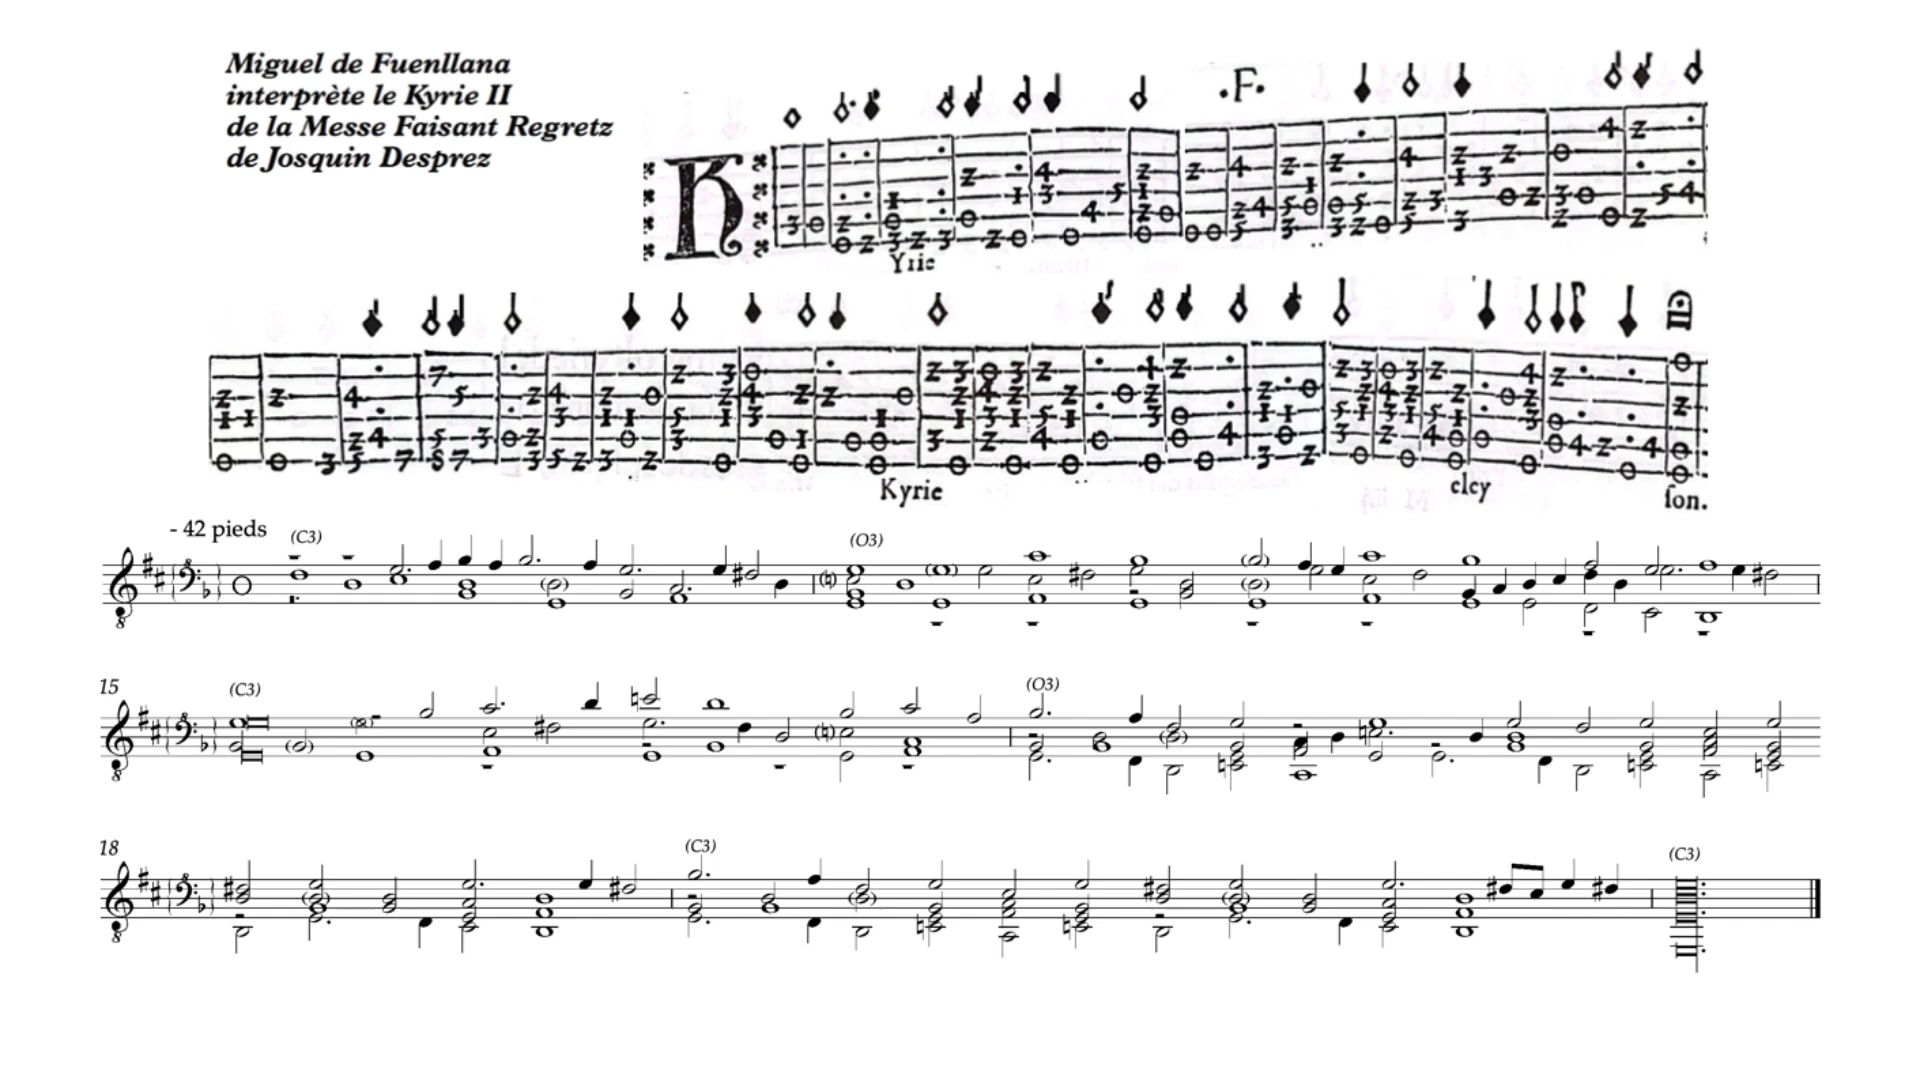 Miguel de Fuenllana
interprète le Kyrie II
de la Messe Faisant Regretz
de Josquin Desprez
.F.
K
Yrie
Kyrie
eley
son.
- 42 pieds
(C3)
(O3)
15
(C3)
(O3)
18
(C3)
(C3)